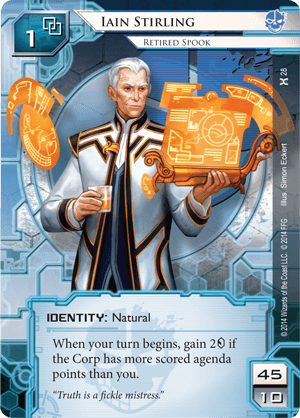 1
Iain Stirling
Retired Spook
28
Illus. Simon Eckert
© 2014 Wizards of the Coast LLC. © 2014 FFG
IDENTITY: Natural
When your turn begins, gain 2 if
the Corp has more scored agenda
points than you.
"Truth is a fickle mistress."
45
10